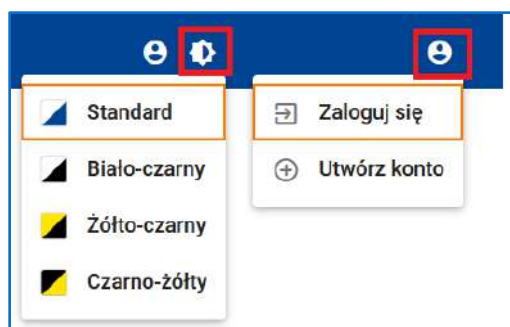 Standard
Biało-czarny
Żółto-czarny
Czarno-żółty
Zaloguj się
Utwórz konto